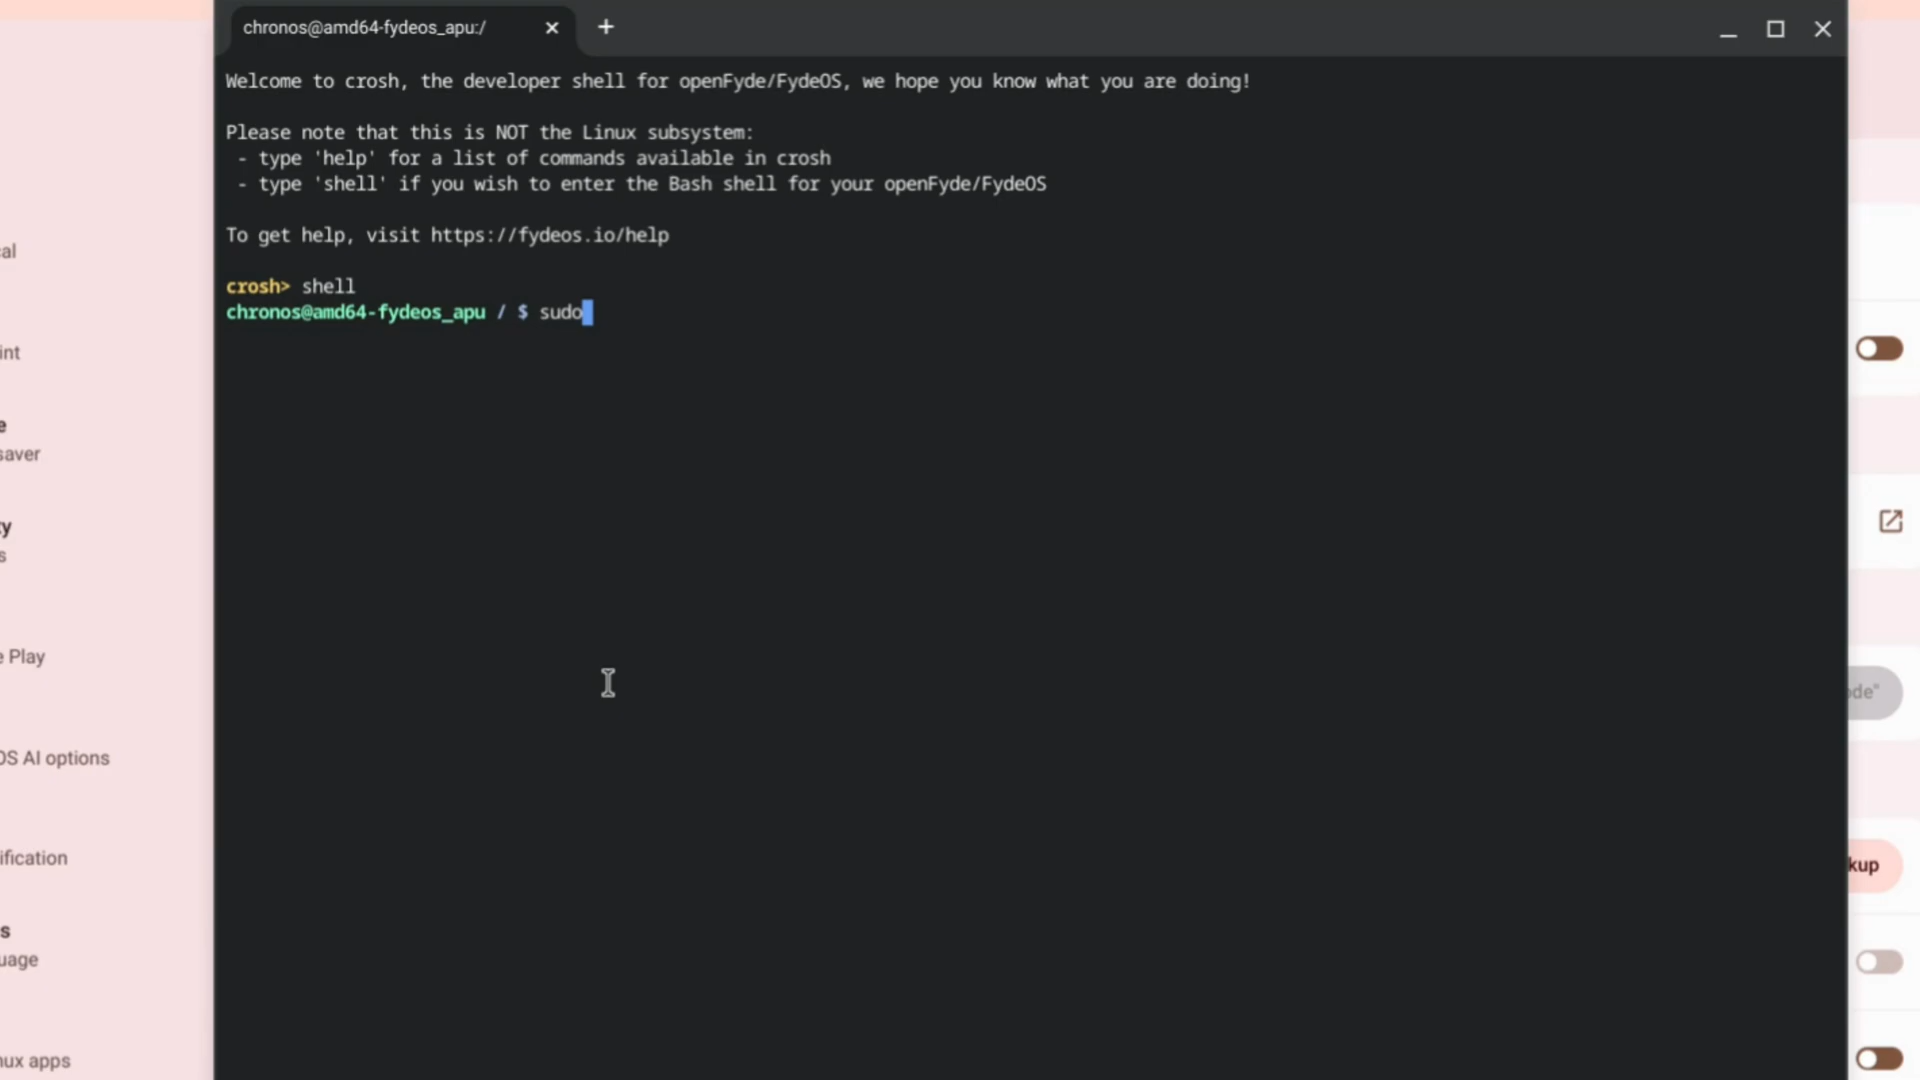 chronos@amd64-fydeos_apu:/
Welcome to crosh, the developer shell for openFyde/FydeOS, we hope you know what you are doing!
Please note that this is NOT the Linux subsystem:
- type 'help' for a list of commands available in crosh
- type 'shell' if you wish to enter the Bash shell for your openFyde/FydeOS
To get help, visit https://fydeos.io/help
crosh> shell
chronos@amd64-fydeos_apu / $ sudo
cal
int
e
saver
ty
s
e Play
OS AI options
ification
s
uage
nux apps
ode"
kup